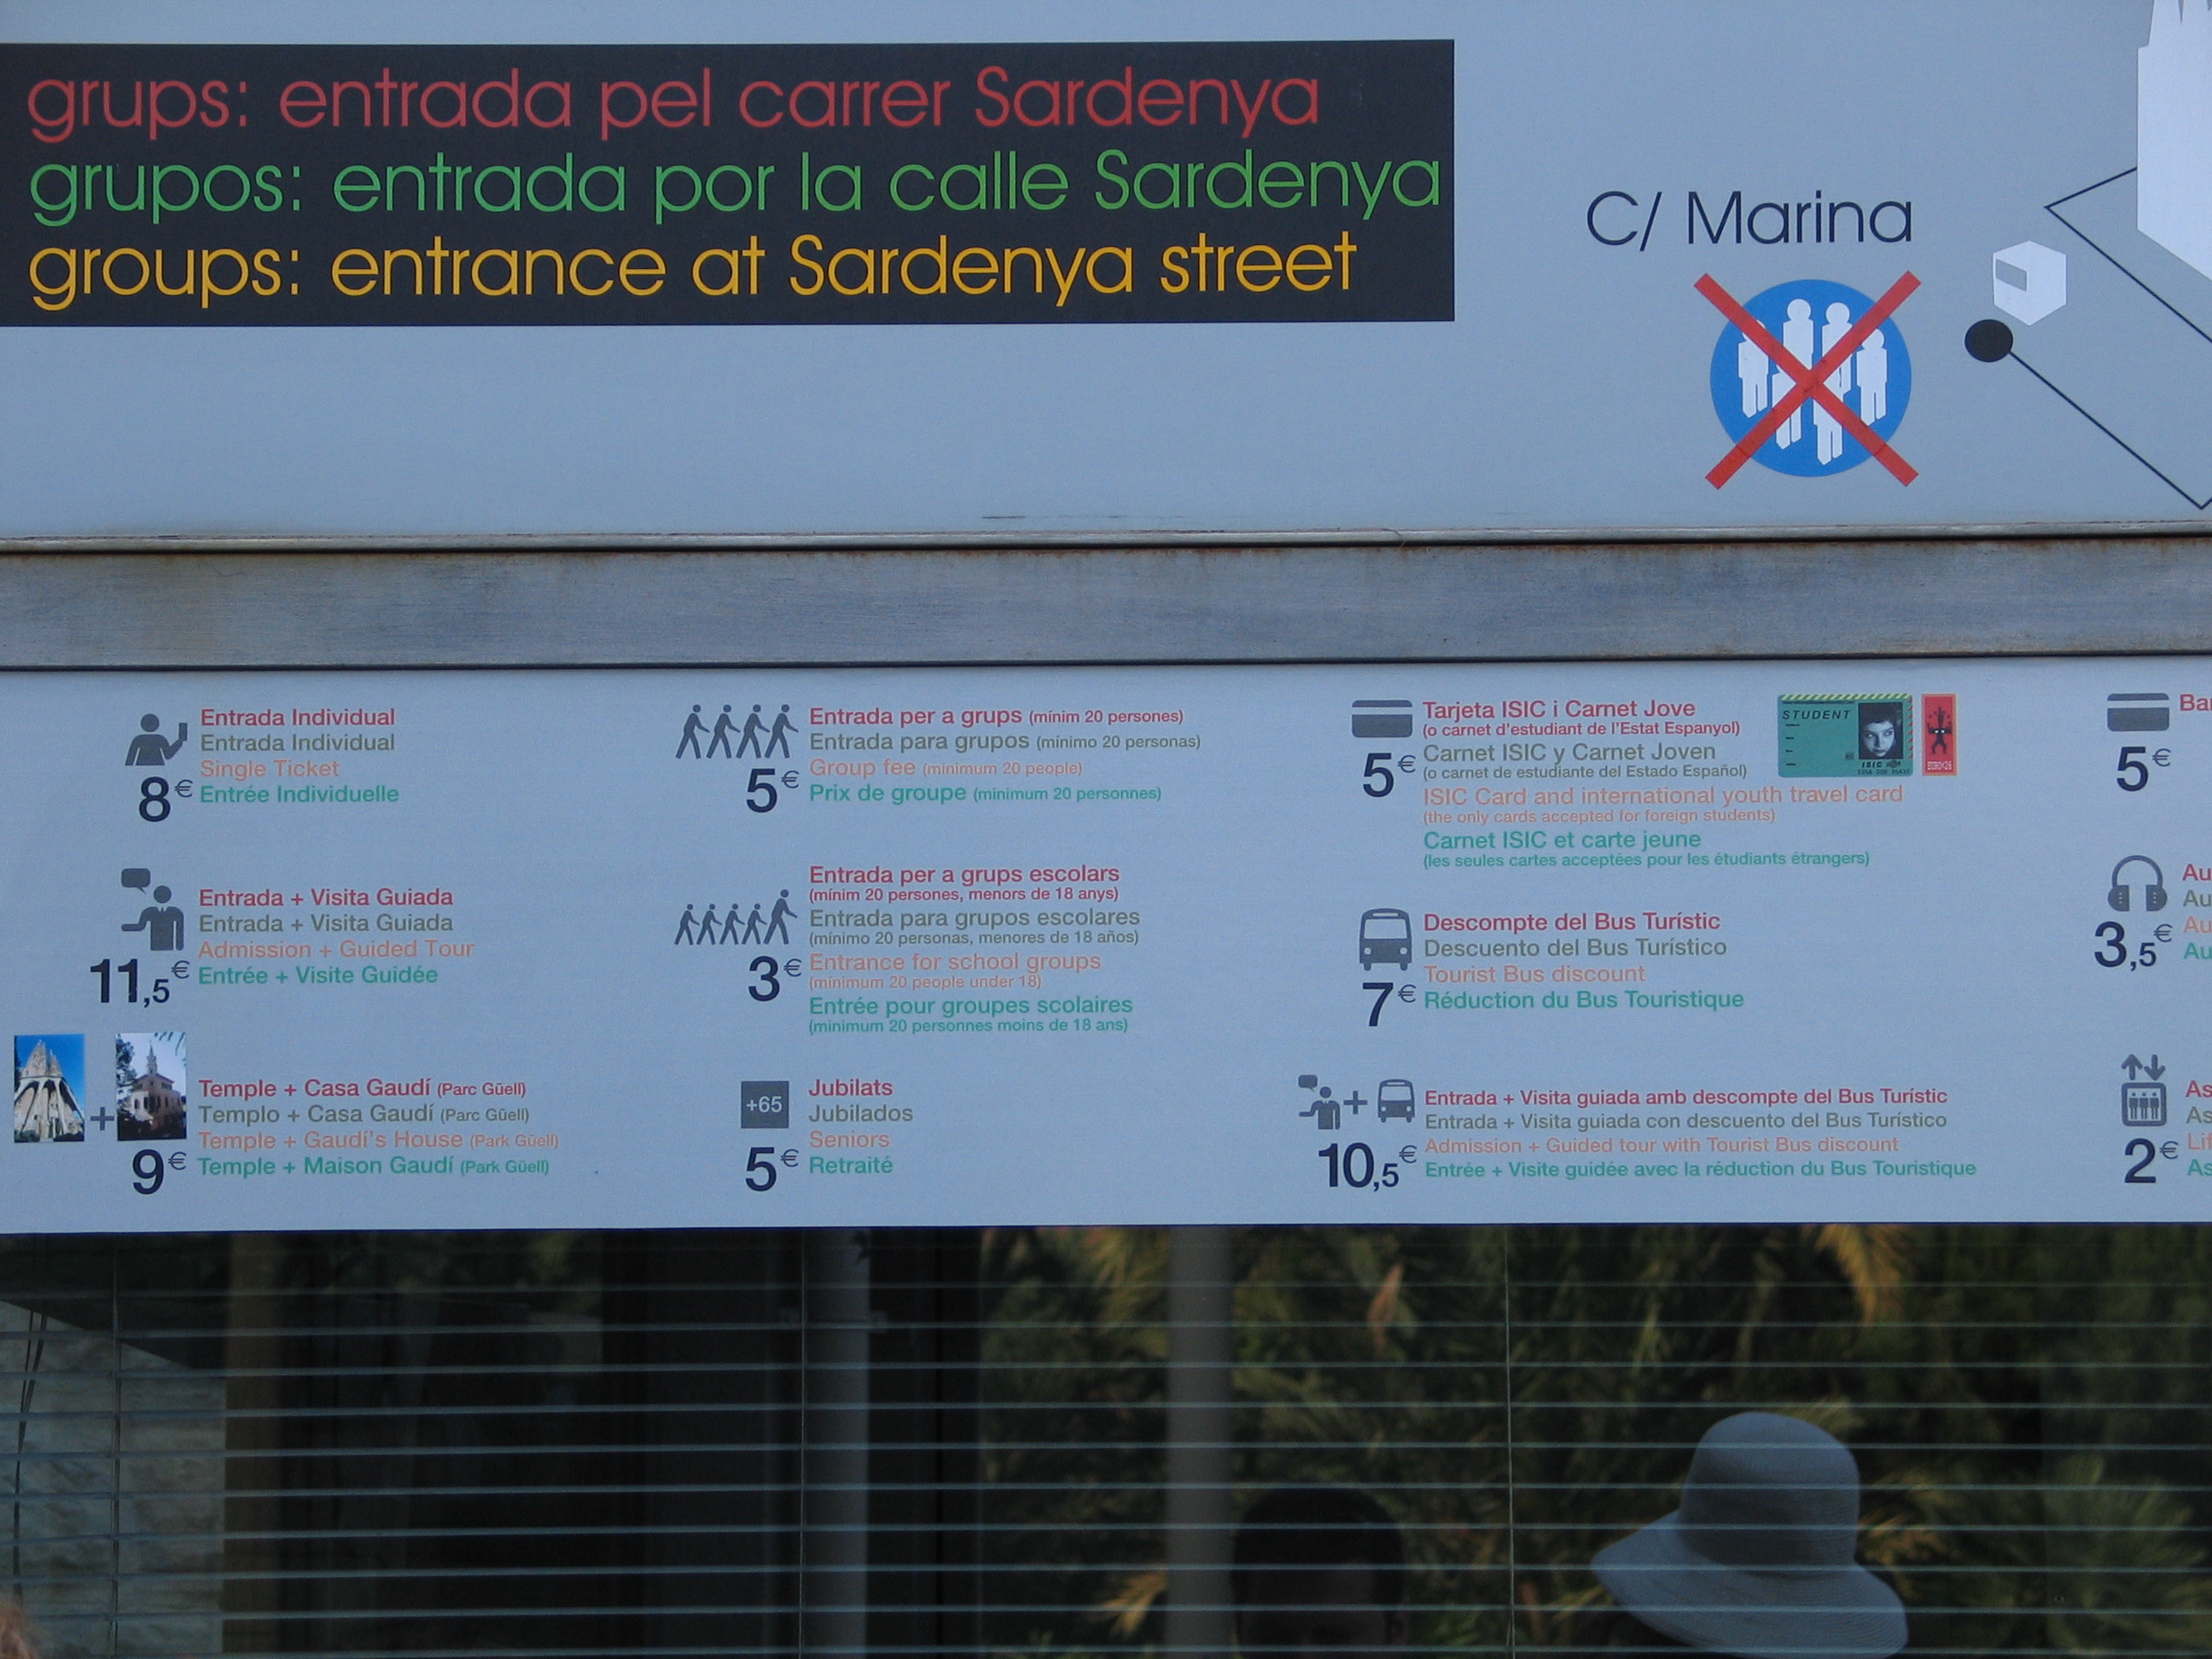 grups: entrada pel carrer Sardenya
grupos: entrada por la calle Sardenya
groups: entrance at Sardenya street
C/ Marina
Entrada Individual
Entrada Individual
Single Ticket
8€ Entrée Individuelle
Entrada + Visita Guiada
Entrada + Visita Guiada
Admission + Guided Tour
11,5€ Entrée + Visite Guidée
Temple + Casa Gaudí (Parc Güell)
Templo + Casa Gaudí (Parc Güell)
Temple + Gaudí's House (Park Güell)
+
9€ Temple + Maison Gaudí (Park Güell)
Entrada per a grups (mínim 20 persones)
Entrada para grupos (mínimo 20 personas)
Group fee (minimum 20 people)
5€ Prix de groupe (minimum 20 personnes)
Entrada per a grups escolars
(mínim 20 persones, menors de 18 anys)
Entrada para grupos escolares
(mínimo 20 personas, menores de 18 años)
3€ Entrance for school groups
(minimum 20 people under 18)
Entrée pour groupes scolaires
(minimum 20 personnes moins de 18 ans)
Jubilats
+65
Jubilados
Seniors
5€ Retraité
Tarjeta ISIC i Carnet Jove
(o carnet d'estudiant de l'Estat Espanyol)
5€ Carnet ISIC y Carnet Joven
(o carnet de estudiante del Estado Español)
ISIC Card and international youth travel card
(the only cards accepted for foreign students)
Carnet ISIC et carte jeune
(les seules cartes acceptées pour les étudiants étrangers)
STUDENT
ISIC
Descompte del Bus Turístic
Descuento del Bus Turístico
Tourist Bus discount
7€ Réduction du Bus Touristique
Entrada + Visita guiada amb descompte del Bus Turístic
+
Entrada + Visita guiada con descuento del Bus Turístico
Admission + Guided tour with Tourist Bus discount
10,5€ Entrée + Visite guidée avec la réduction du Bus Touristique
Ba
5€
Au
Au
Au
3,5€ Au
As
As
Lif
2€ As